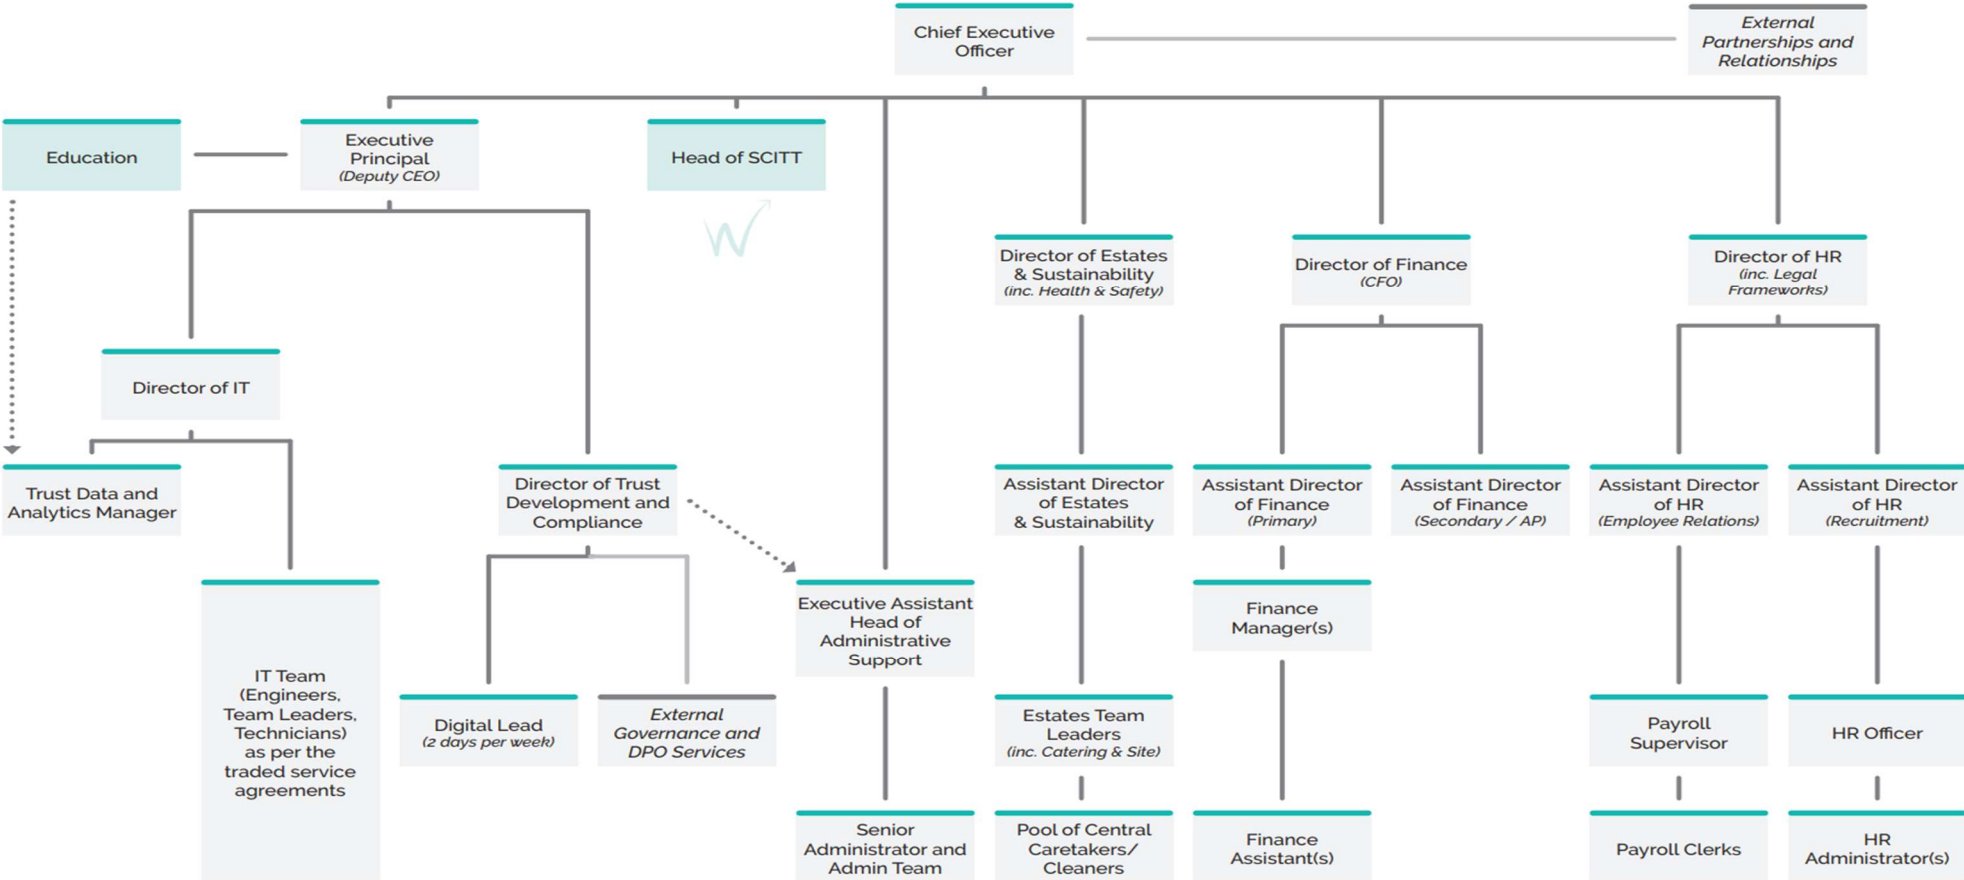 Chief Executive
Officer
External
Partnerships and
Relationships
Education
Executive
Principal
(Deputy CEO)
Head of SCITT
W
Director of Estates
& Sustainability
(inc. Health & Safety)
Director of Finance
(CFO)
Director of HR
(inc. Legal
Frameworks)
Director of IT
Trust Data and
Analytics Manager
Director of Trust
Development and
Compliance
Assistant Director
of Estates
& Sustainability
Assistant Director
of Finance
(Primary)
Assistant Director
of Finance
(Secondary / AP)
Assistant Director
of HR
(Employee Relations)
Assistant Director
of HR
(Recruitment)
IT Team
(Engineers,
Team Leaders,
Technicians)
as per the
traded service
agreements
Executive Assistant
Head of
Administrative
Support
Finance
Manager(s)
Digital Lead
(2 days per week)
External
Governance and
DPO Services
Estates Team
Leaders
(inc. Catering & Site)
Payroll
Supervisor
HR Officer
Senior
Administrator and
Admin Team
Pool of Central
Caretakers/
Cleaners
Finance
Assistant(s)
Payroll Clerks
HR
Administrator(s)